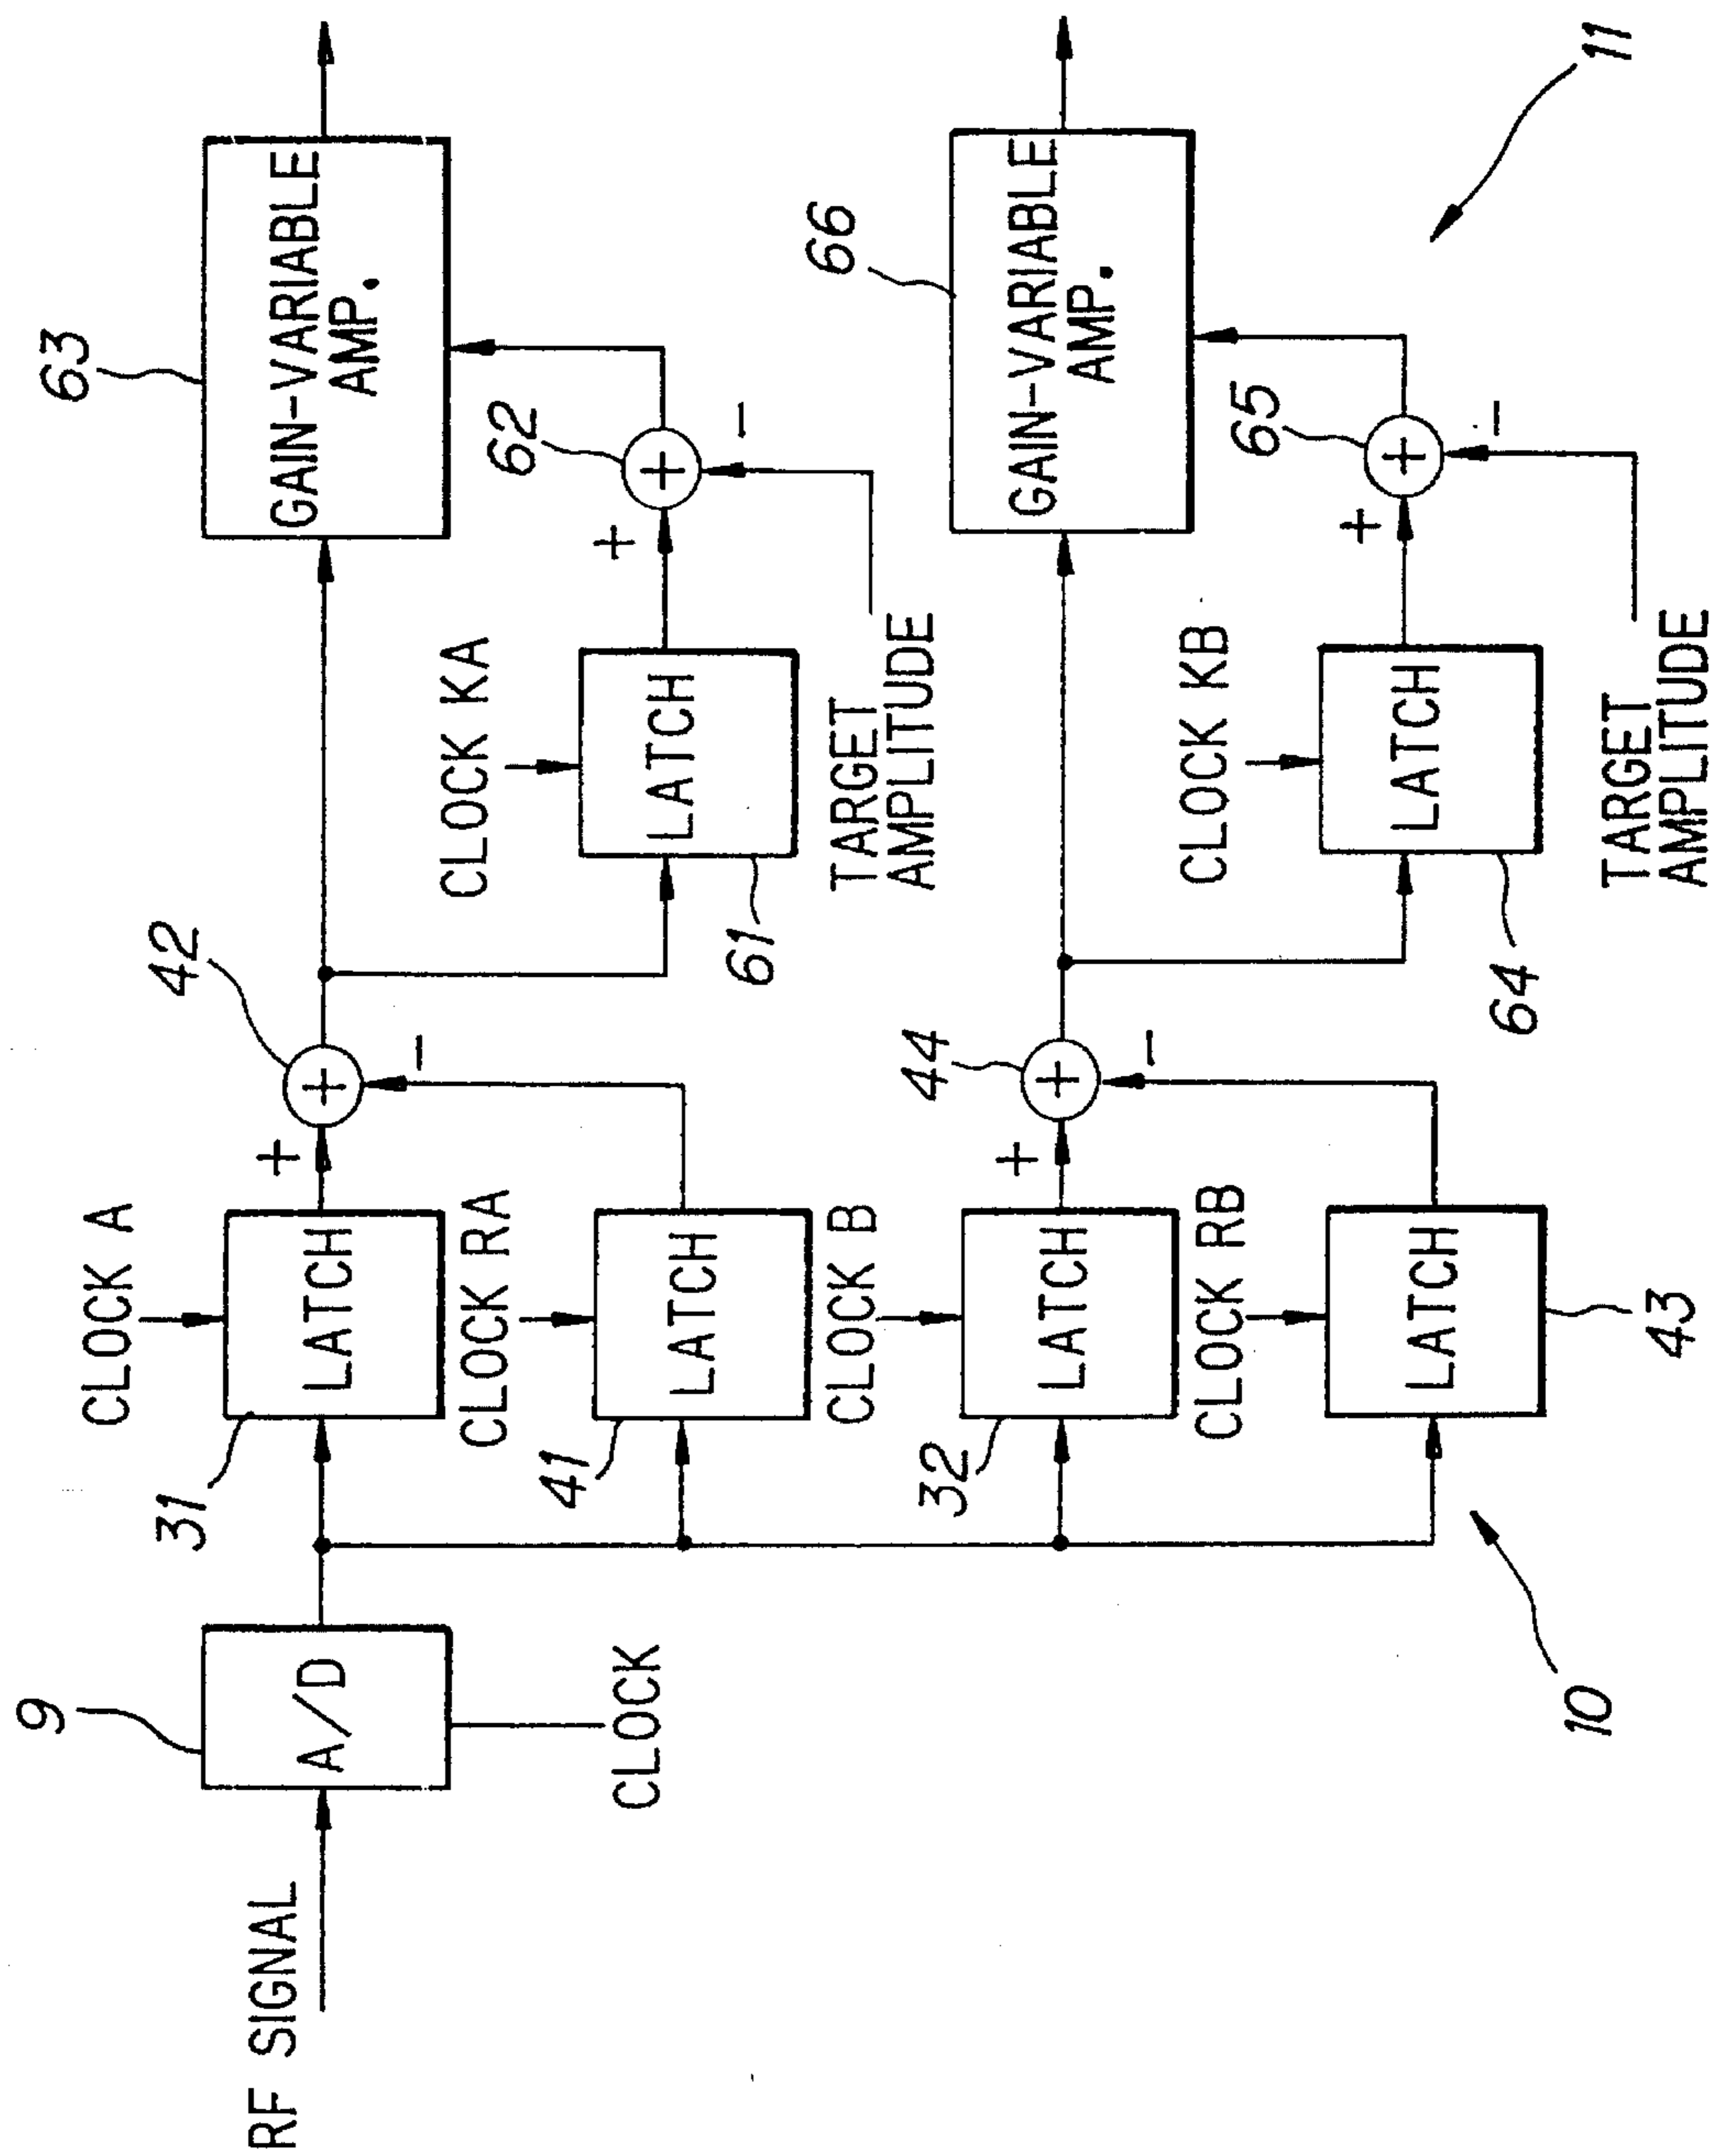 RF SIGNAL
9
A/D
CLOCK
CLOCK A
LATCH
31
CLOCK RA
LATCH
41
CLOCK B
LATCH
32
CLOCK RB
LATCH
43
10
+
+
−
42
+
+
−
44
CLOCK KA
LATCH
61
TARGET
AMPLITUDE
+
+
−
62
GAIN-VARIABLE
AMP.
63
CLOCK KB
LATCH
64
TARGET
AMPLITUDE
+
+
−
65
GAIN-VARIABLE
AMP.
66
11